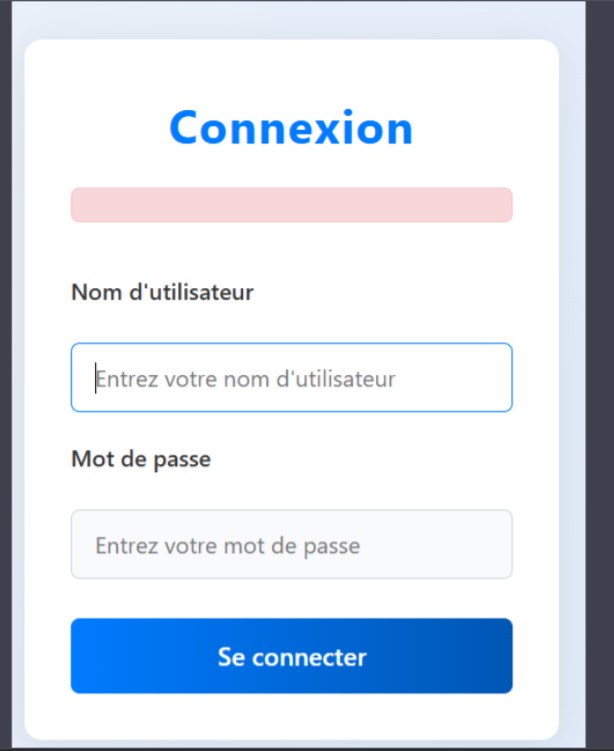 Connexion
Nom d'utilisateur
Entrez votre nom d'utilisateur
Mot de passe
Entrez votre mot de passe
Se connecter